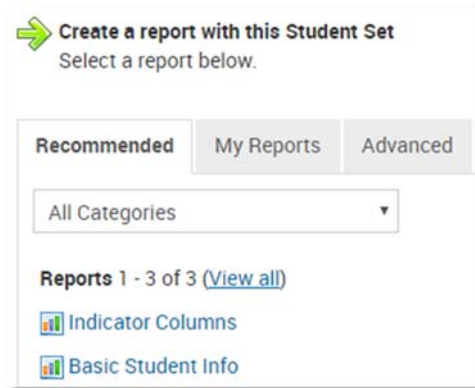 Create a report with this Student Set
Select a report below.
Recommended My Reports Advanced
All Categories
Reports 1 - 3 of 3 (View all)
Indicator Columns
Basic Student Info